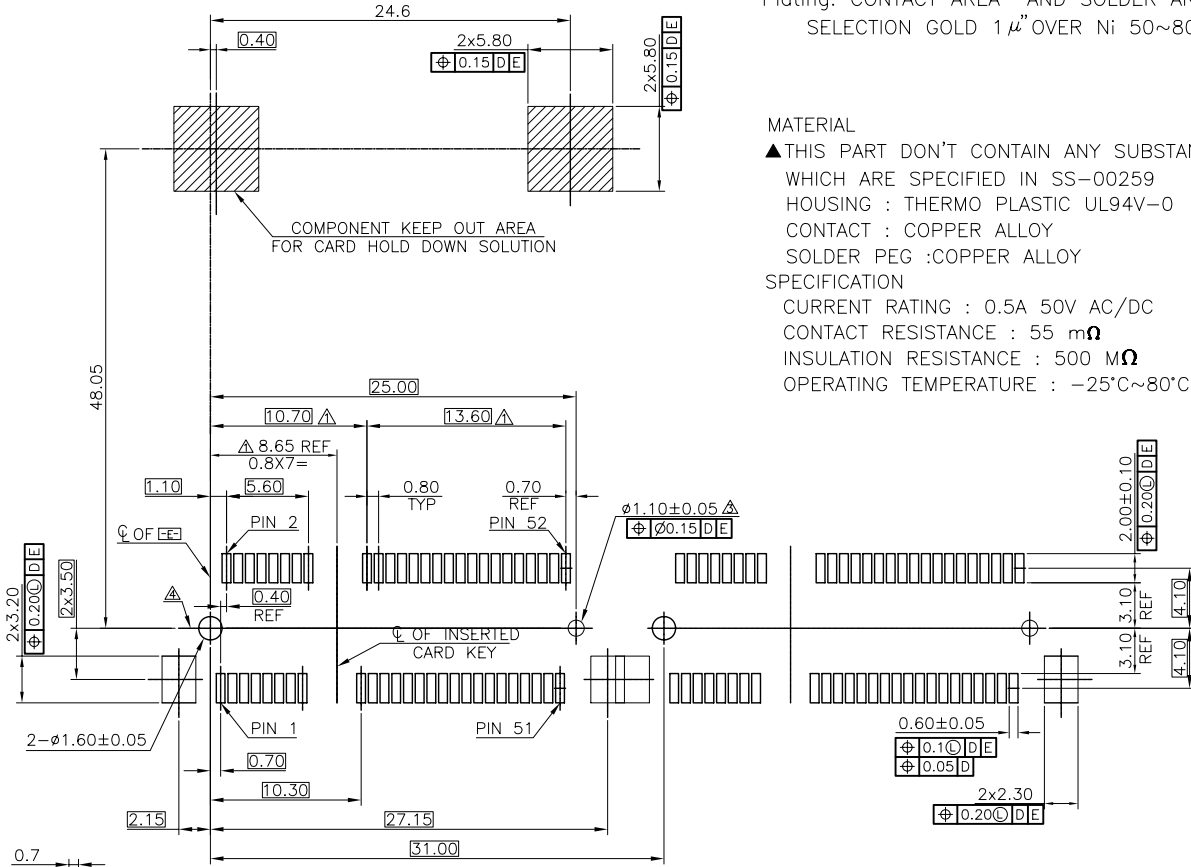 Plating: CONTACT AREA AND SOLDER
SELECTION GOLD 1μ"OVER Ni 50~80
24.6
0.40
2x5.80
⌖ 0.15 D E
2x5.80
⌖ 0.15 D E
MATERIAL
▲THIS PART DON'T CONTAIN ANY
WHICH ARE SPECIFIED IN SS-00259
HOUSING : THERMO PLASTIC UL94V-0
CONTACT : COPPER ALLOY
SOLDER PEG :COPPER ALLOY
SPECIFICATION
CURRENT RATING : 0.5A 50V AC/DC
CONTACT RESISTANCE : 55 mΩ
INSULATION RESISTANCE : 500 MΩ
OPERATING TEMPERATURE : -25°C~80°C
COMPONENT KEEP OUT AREA
FOR CARD HOLD DOWN SOLUTION
48.05
25.00
10.70 △1
13.60 △1
△1 8.65 REF
0.8X7=
1.10
5.60
0.80
TYP
0.70
REF
ø1.10±0.05 △3
⌖ Ø0.15 D E
PIN 2
PIN 52
℄ OF -E-
2.00±0.10
⌖ 0.20Ⓛ D E
2x3.20
⌖ 0.20Ⓛ D E
2x3.50
△4
0.40
REF
℄ OF INSERTED
CARD KEY
3.10
REF
4.10
3.10
REF
4.10
PIN 1
PIN 51
2-ø1.60±0.05
0.60±0.05
⌖ 0.1Ⓛ D E
⌖ 0.05 D
0.70
10.30
2x2.30
⌖ 0.20Ⓛ D E
2.15
27.15
31.00
0.7